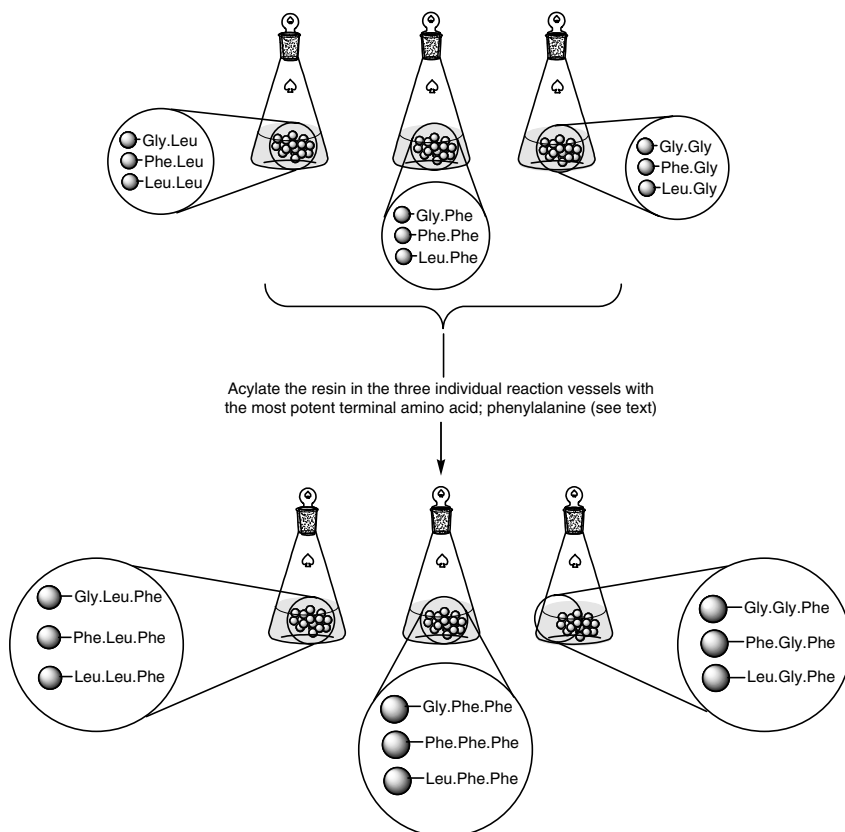 Gly.Leu
Phe.Leu
Leu.Leu
Gly.Phe
Phe.Phe
Leu.Phe
Gly.Gly
Phe.Gly
Leu.Gly
Acylate the resin in the three individual reaction vessels with
the most potent terminal amino acid; phenylalanine (see text)
Gly.Leu.Phe
Phe.Leu.Phe
Leu.Leu.Phe
Gly.Phe.Phe
Phe.Phe.Phe
Leu.Phe.Phe
Gly.Gly.Phe
Phe.Gly.Phe
Leu.Gly.Phe